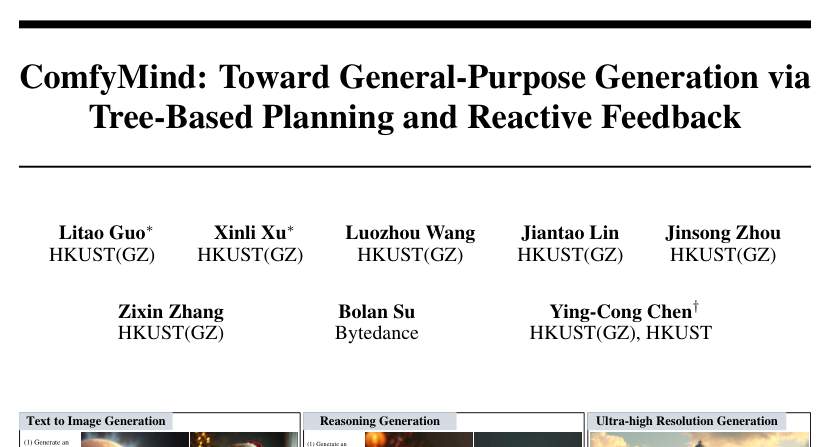 ComfyMind: Toward General-Purpose Generation via
Tree-Based Planning and Reactive Feedback
Litao Guo* Xinli Xu* Luozhou Wang Jiantao Lin Jinsong Zhou
HKUST(GZ) HKUST(GZ) HKUST(GZ) HKUST(GZ) HKUST(GZ)
Zixin Zhang Bolan Su Ying-Cong Chen†
HKUST(GZ) Bytedance HKUST(GZ), HKUST
Text to Image Generation Reasoning Generation Ultra-high Resolution Generation
(1) Generate an (1) Generate an